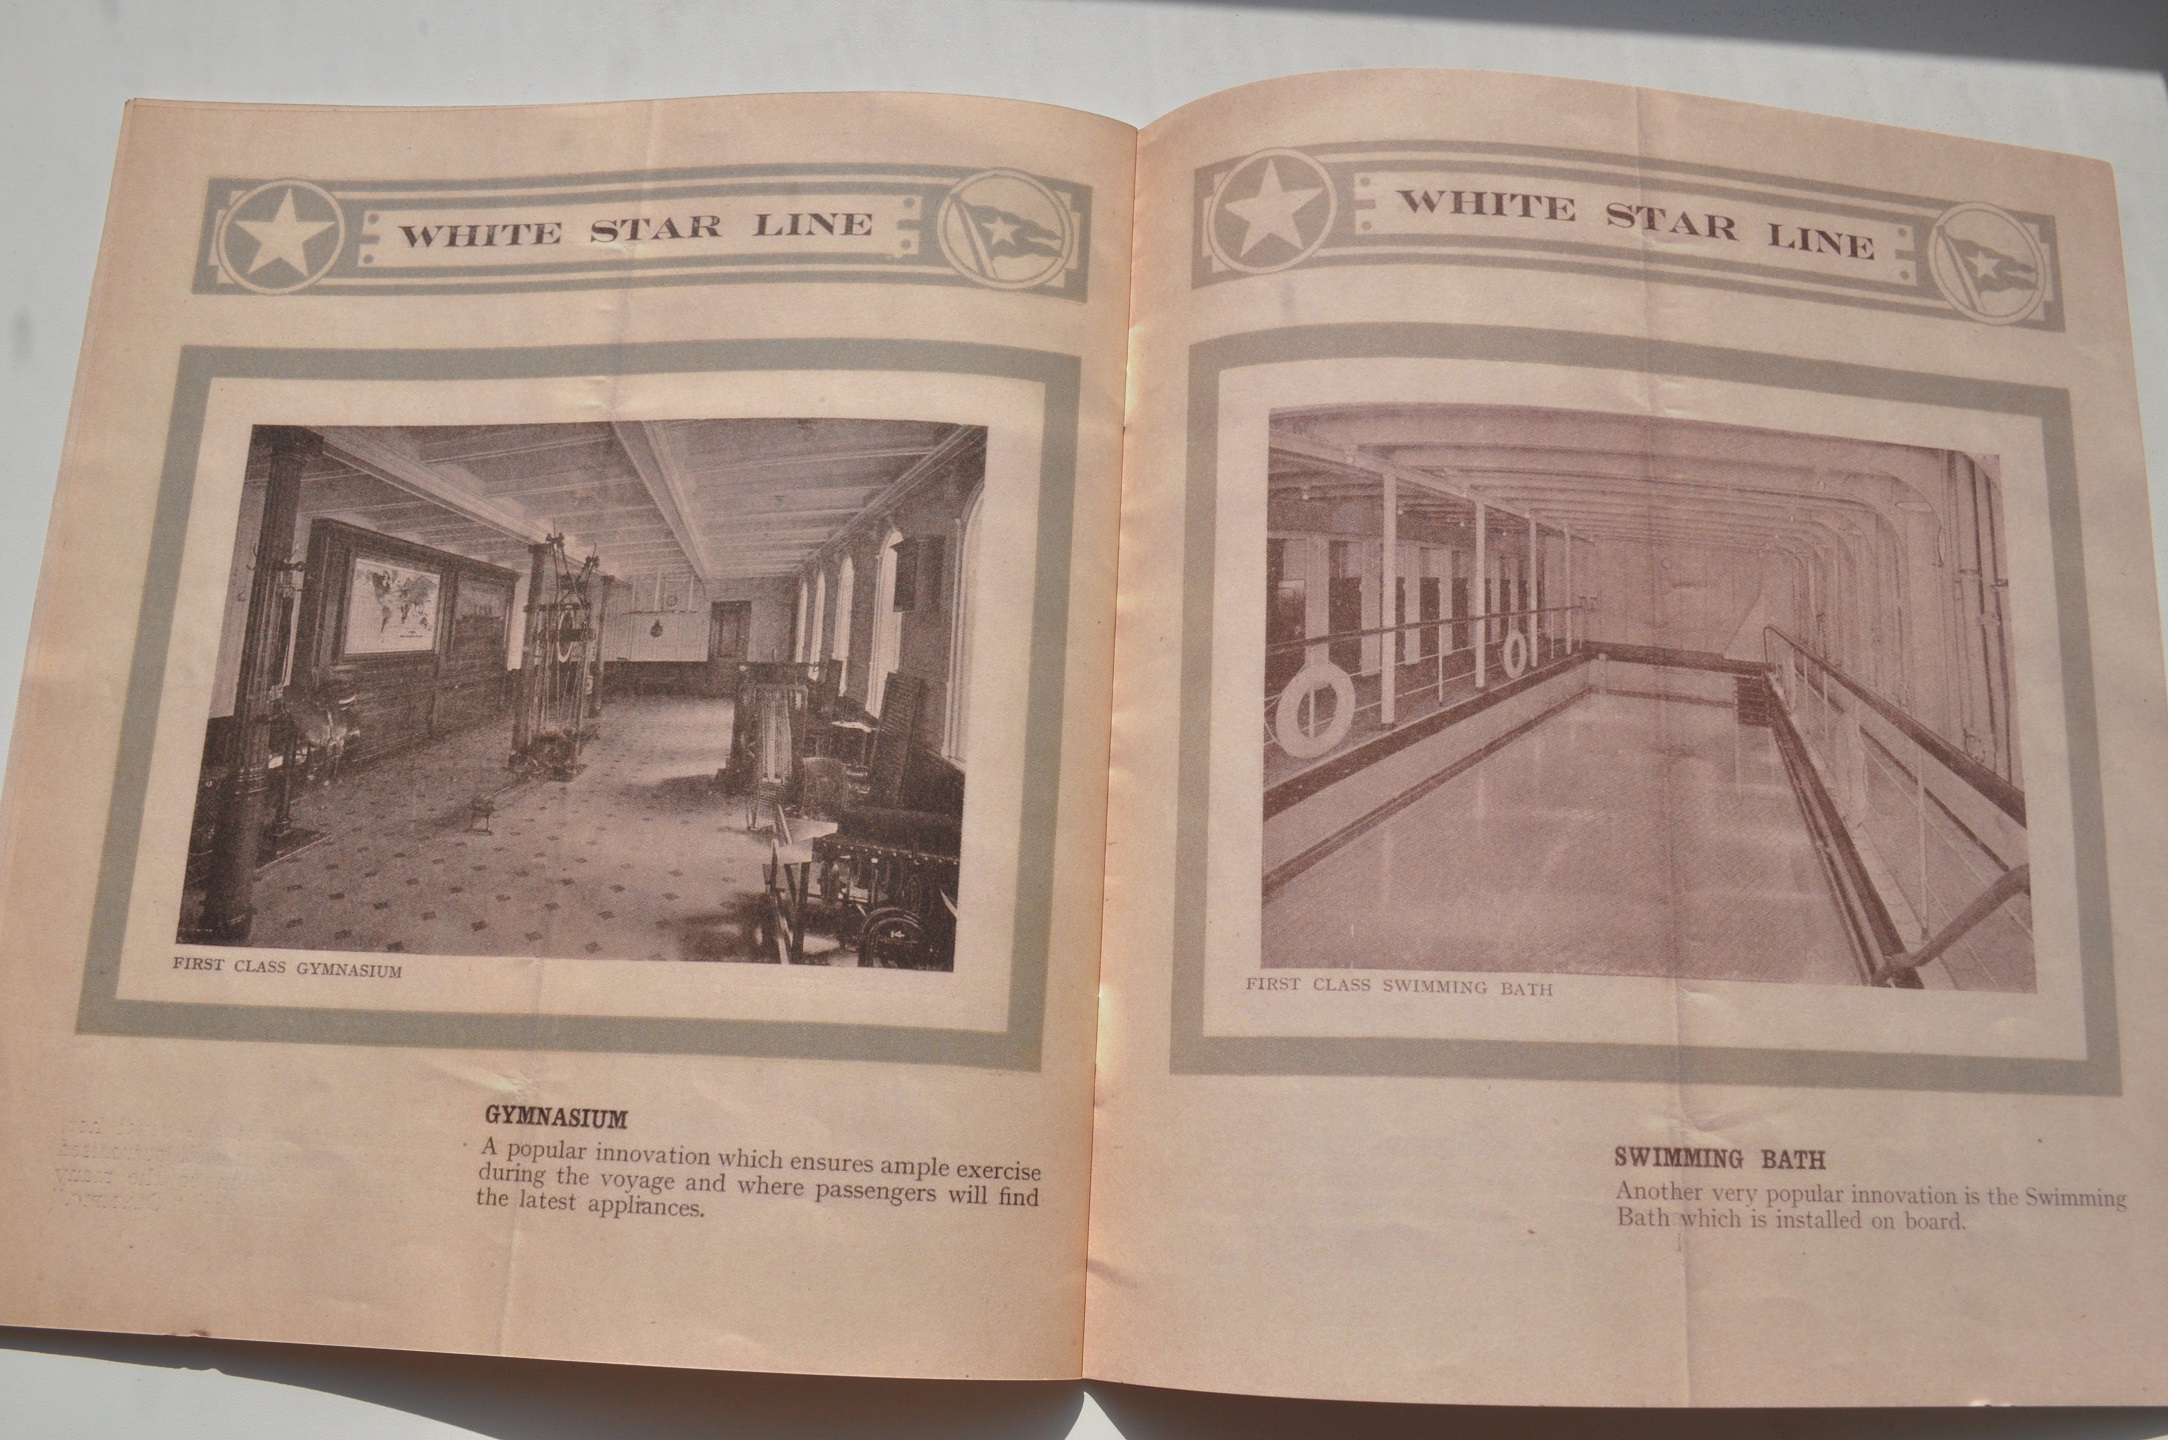 WHITE STAR LINE
FIRST CLASS GYMNASIUM
GYMNASIUM
A popular innovation which ensures ample exercise
during the voyage and where passengers will find
the latest appliances.
WHITE STAR LINE
FIRST CLASS SWIMMING BATH
SWIMMING BATH
Another very popular innovation is the Swimming
Bath which is installed on board.